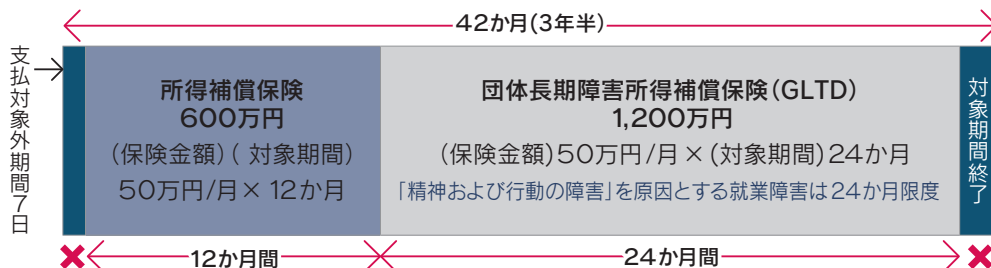 42か月(3年半)
支払対象外期間7日
所得補償保険
600万円
(保険金額)( 対象期間)
50万円/月× 12か月
団体長期障害所得補償保険(GLTD)
1,200万円
(保険金額)50万円/月×(対象期間)24か月
「精神および行動の障害」を原因とする就業障害は24か月限度
対象期間終了
12か月間
24か月間